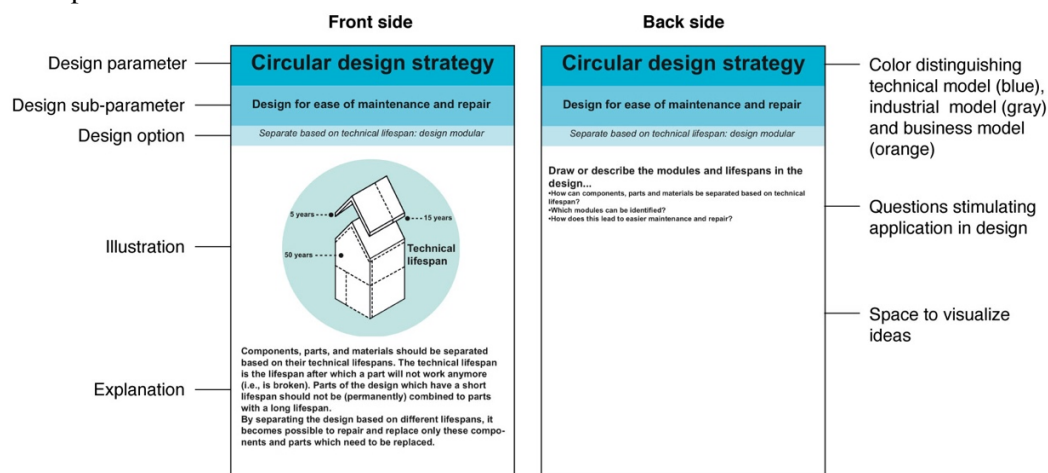 Front side
Back side
Design parameter
Design sub-parameter
Design option
Illustration
Explanation
Circular design strategy
Design for ease of maintenance and repair
Separate based on technical lifespan: design modular
5 years
15 years
50 years
Technical
lifespan
Components, parts, and materials should be separated
based on their technical lifespans. The technical lifespan
is the lifespan after which a part will not work anymore
(i.e., is broken). Parts of the design which have a short
lifespan should not be (permanently) combined to parts
with a long lifespan.
By separating the design based on different lifespans, it
becomes possible to repair and replace only these compo-
nents and parts which need to be replaced.
Circular design strategy
Design for ease of maintenance and repair
Separate based on technical lifespan: design modular
Draw or describe the modules and lifespans in the
design...
•How can components, parts and materials be separated based on technical
lifespan?
•Which modules can be identified?
•How does this lead to easier maintenance and repair?
Color distinguishing
technical model (blue),
industrial model (gray)
and business model
(orange)
Questions stimulating
application in design
Space to visualize
ideas